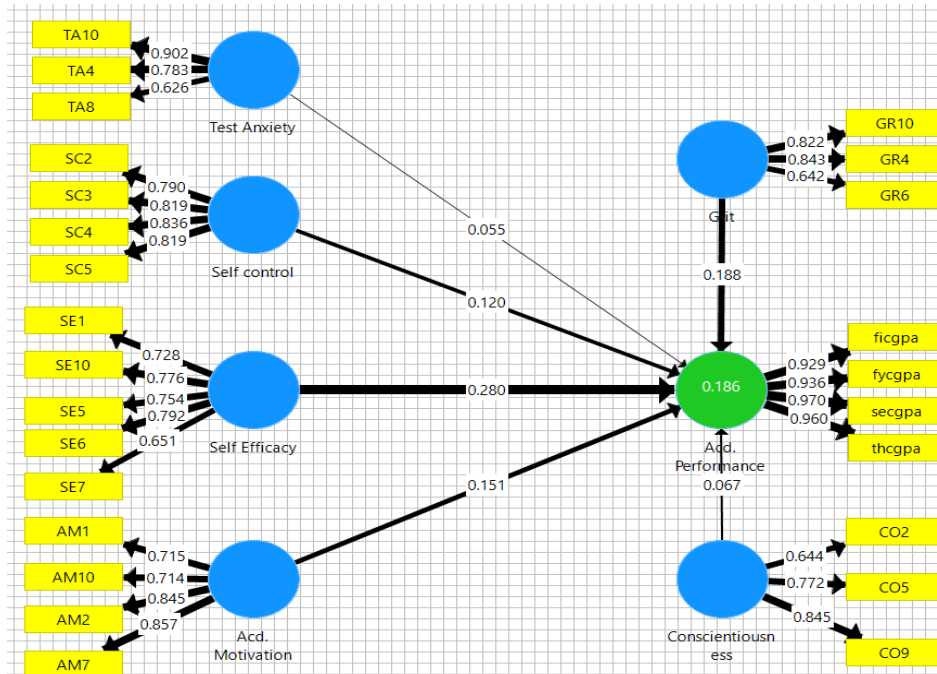 TA10
TA4
TA8
0.902
0.783
0.626
Test Anxiety
SC2
SC3
SC4
SC5
0.790
0.819
0.836
0.819
Self control
SE1
SE10
SE5
SE6
SE7
0.728
0.776
0.754
0.792
0.651
Self Efficacy
AM1
AM10
AM2
AM7
0.715
0.714
0.845
0.857
Acd.
Motivation
0.055
0.120
0.280
0.151
GR10
GR4
GR6
0.822
0.843
0.642
Grit
0.188
0.186
Acd.
Performance
0.067
ficgpa
fycgpa
secgpa
thcgpa
0.929
0.936
0.970
0.960
CO2
CO5
CO9
0.644
0.772
0.845
Conscientiousn
ess